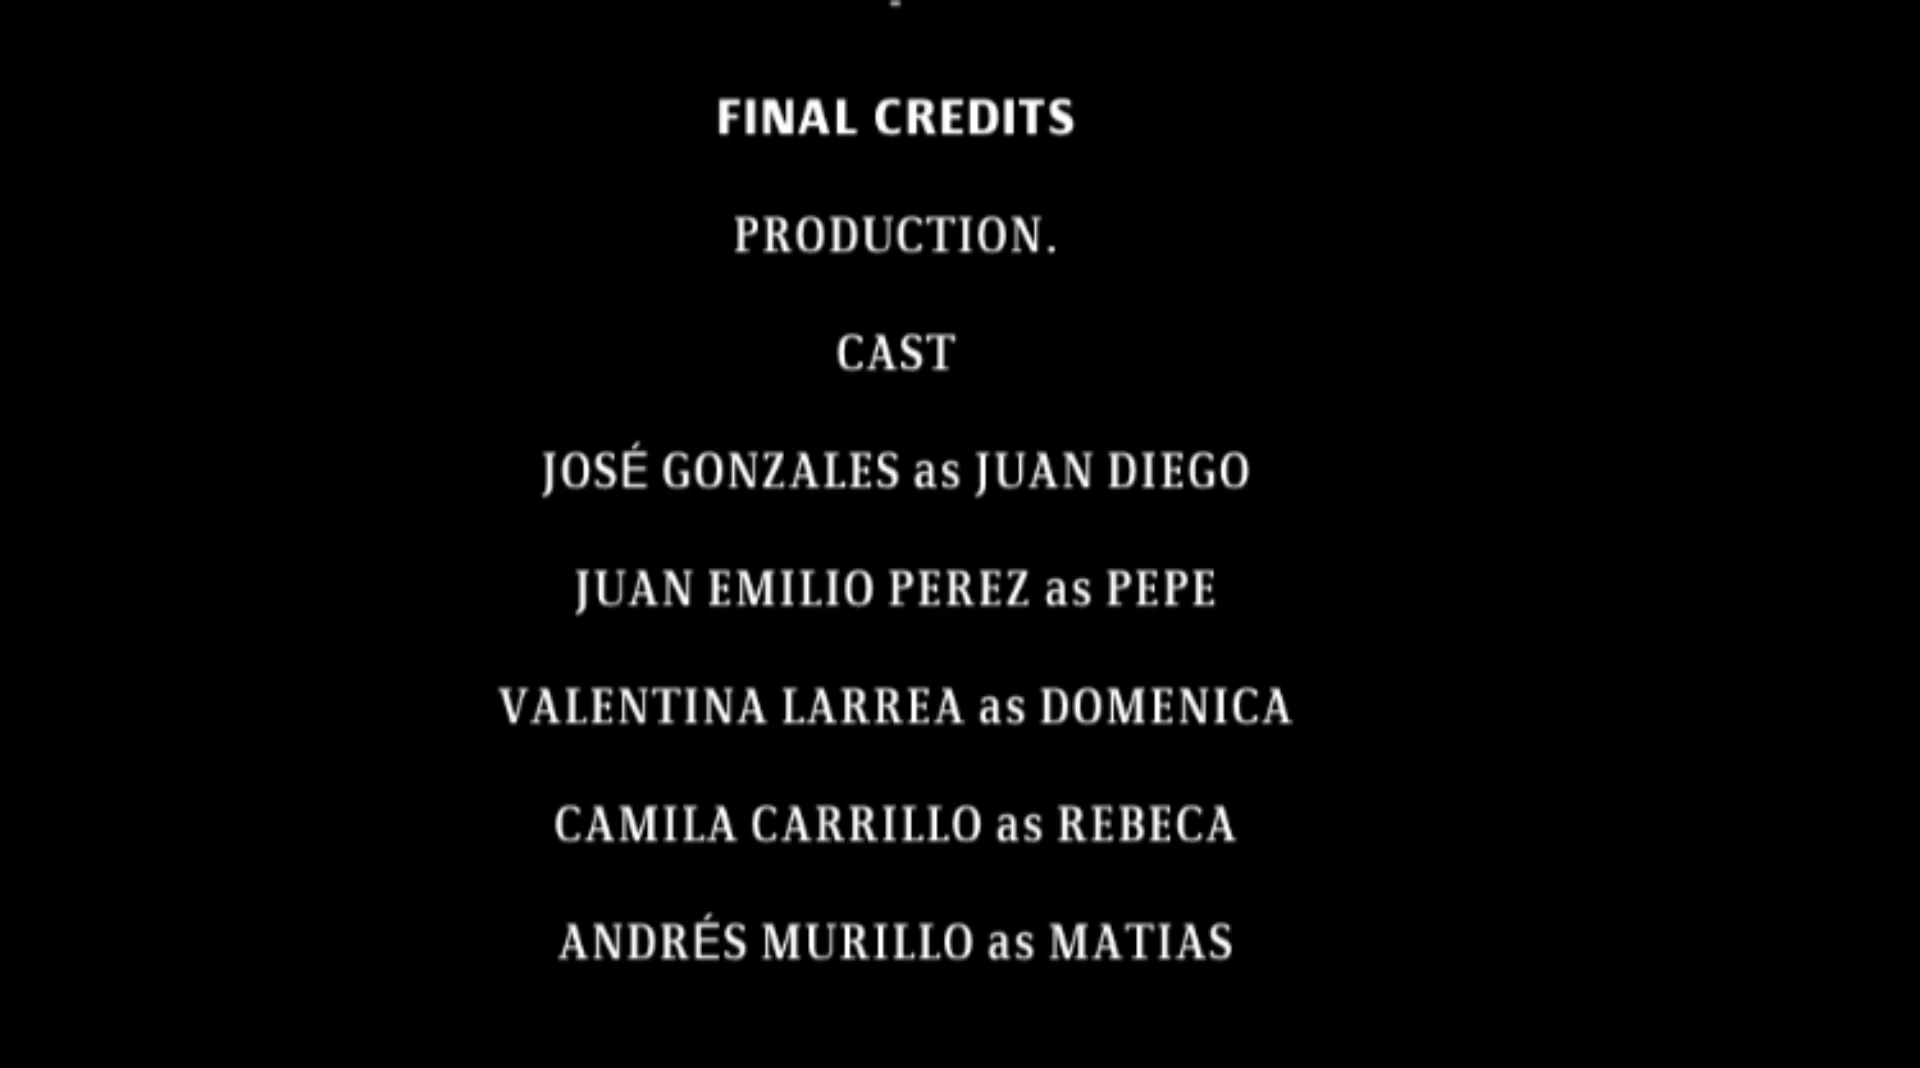 FINAL CREDITS
PRODUCTION.
CAST
JOSÉ GONZALES as JUAN DIEGO
JUAN EMILIO PEREZ as PEPE
VALENTINA LARREA as DOMENICA
CAMILA CARRILLO as REBECA
ANDRÉS MURILLO as MATIAS